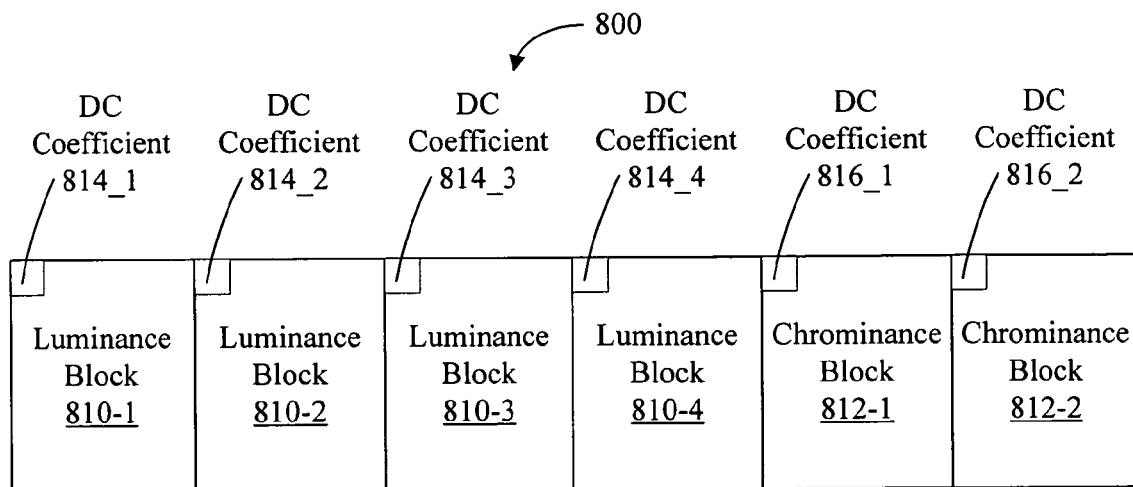 800
DC Coefficient 814_1
DC Coefficient 814_2
DC Coefficient 814_3
DC Coefficient 814_4
DC Coefficient 816_1
DC Coefficient 816_2
Luminance Block 810-1
Luminance Block 810-2
Luminance Block 810-3
Luminance Block 810-4
Chrominance Block 812-1
Chrominance Block 812-2